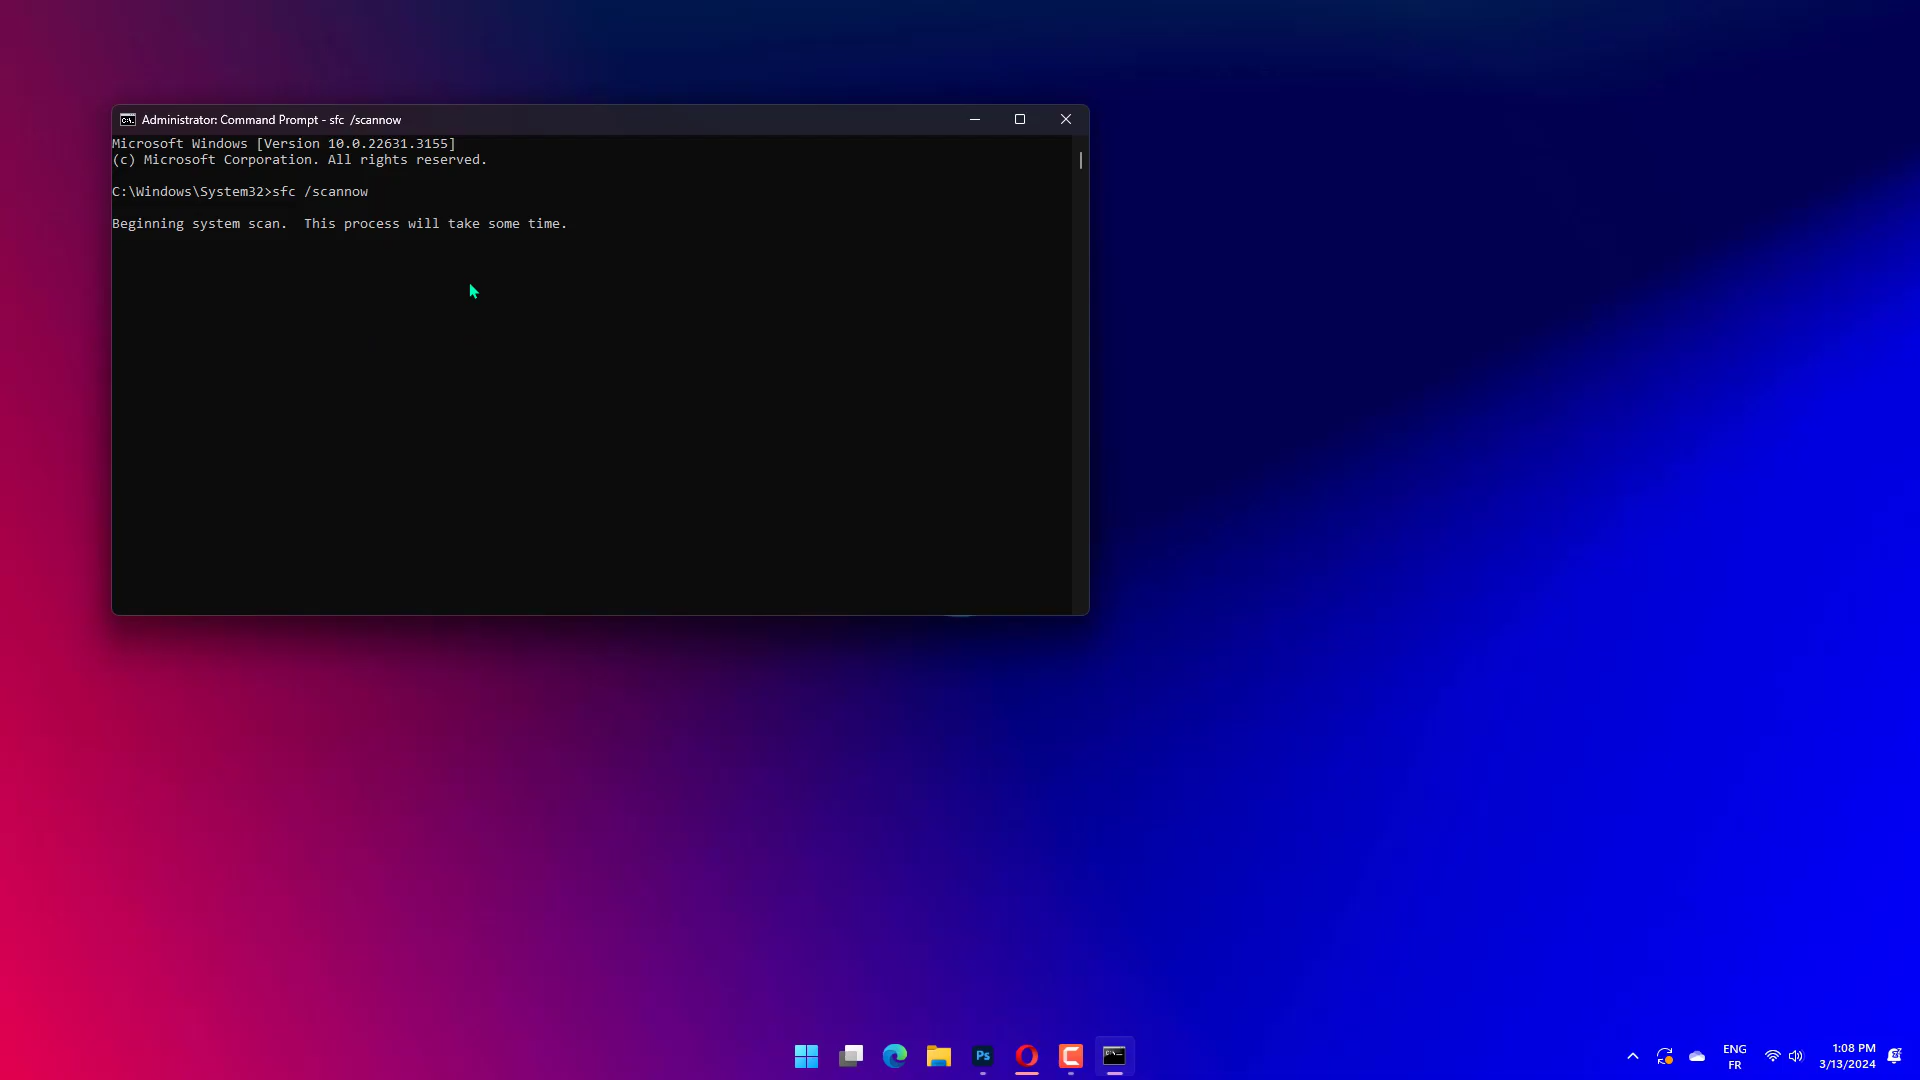 Administrator: Command Prompt - sfc  /scannow
Microsoft Windows [Version 10.0.22631.3155]
(c) Microsoft Corporation. All rights reserved.
C:\Windows\System32>sfc /scannow
Beginning system scan.  This process will take some time.
Ps
ENG
FR
1:08 PM
3/13/2024